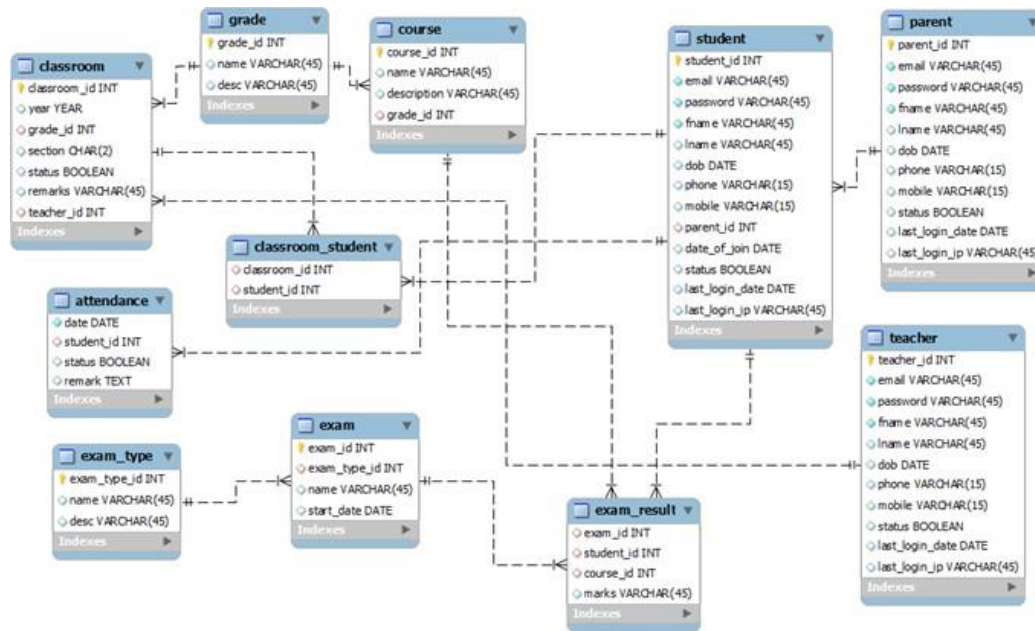 grade
grade_id INT
name VARCHAR(45)
desc VARCHAR(45)
Indexes
course
course_id INT
name VARCHAR(45)
description VARCHAR(45)
grade_id INT
Indexes
classroom
classroom_id INT
year YEAR
grade_id INT
section CHAR(2)
status BOOLEAN
remarks VARCHAR(45)
teacher_id INT
Indexes
student
student_id INT
email VARCHAR(45)
password VARCHAR(45)
fname VARCHAR(45)
lname VARCHAR(45)
dob DATE
phone VARCHAR(15)
mobile VARCHAR(15)
parent_id INT
date_of_join DATE
status BOOLEAN
last_login_date DATE
last_login_ip VARCHAR(45)
Indexes
parent
parent_id INT
email VARCHAR(45)
password VARCHAR(45)
fname VARCHAR(45)
lname VARCHAR(45)
dob DATE
phone VARCHAR(15)
mobile VARCHAR(15)
status BOOLEAN
last_login_date DATE
last_login_ip VARCHAR(45)
Indexes
classroom_student
classroom_id INT
student_id INT
Indexes
attendance
date DATE
student_id INT
status BOOLEAN
remark TEXT
Indexes
teacher
teacher_id INT
email VARCHAR(45)
password VARCHAR(45)
fname VARCHAR(45)
lname VARCHAR(45)
dob DATE
phone VARCHAR(15)
mobile VARCHAR(15)
status BOOLEAN
last_login_date DATE
last_login_ip VARCHAR(45)
Indexes
exam_type
exam_type_id INT
name VARCHAR(45)
desc VARCHAR(45)
Indexes
exam
exam_id INT
exam_type_id INT
name VARCHAR(45)
start_date DATE
Indexes
exam_result
exam_id INT
student_id INT
course_id INT
marks VARCHAR(45)
Indexes